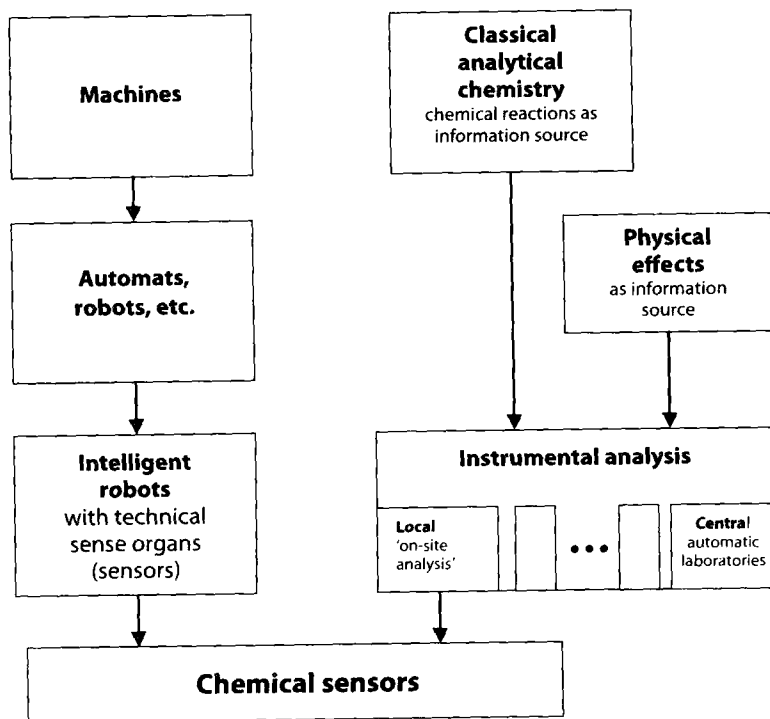 Machines
Automats,
robots, etc.
Intelligent
robots
with technical
sense organs
(sensors)
Classical
analytical
chemistry
chemical reactions as
information source
Physical
effects
as information
source
Instrumental analysis
Local
'on-site
analysis'
•••
Central
automatic
laboratories
Chemical sensors